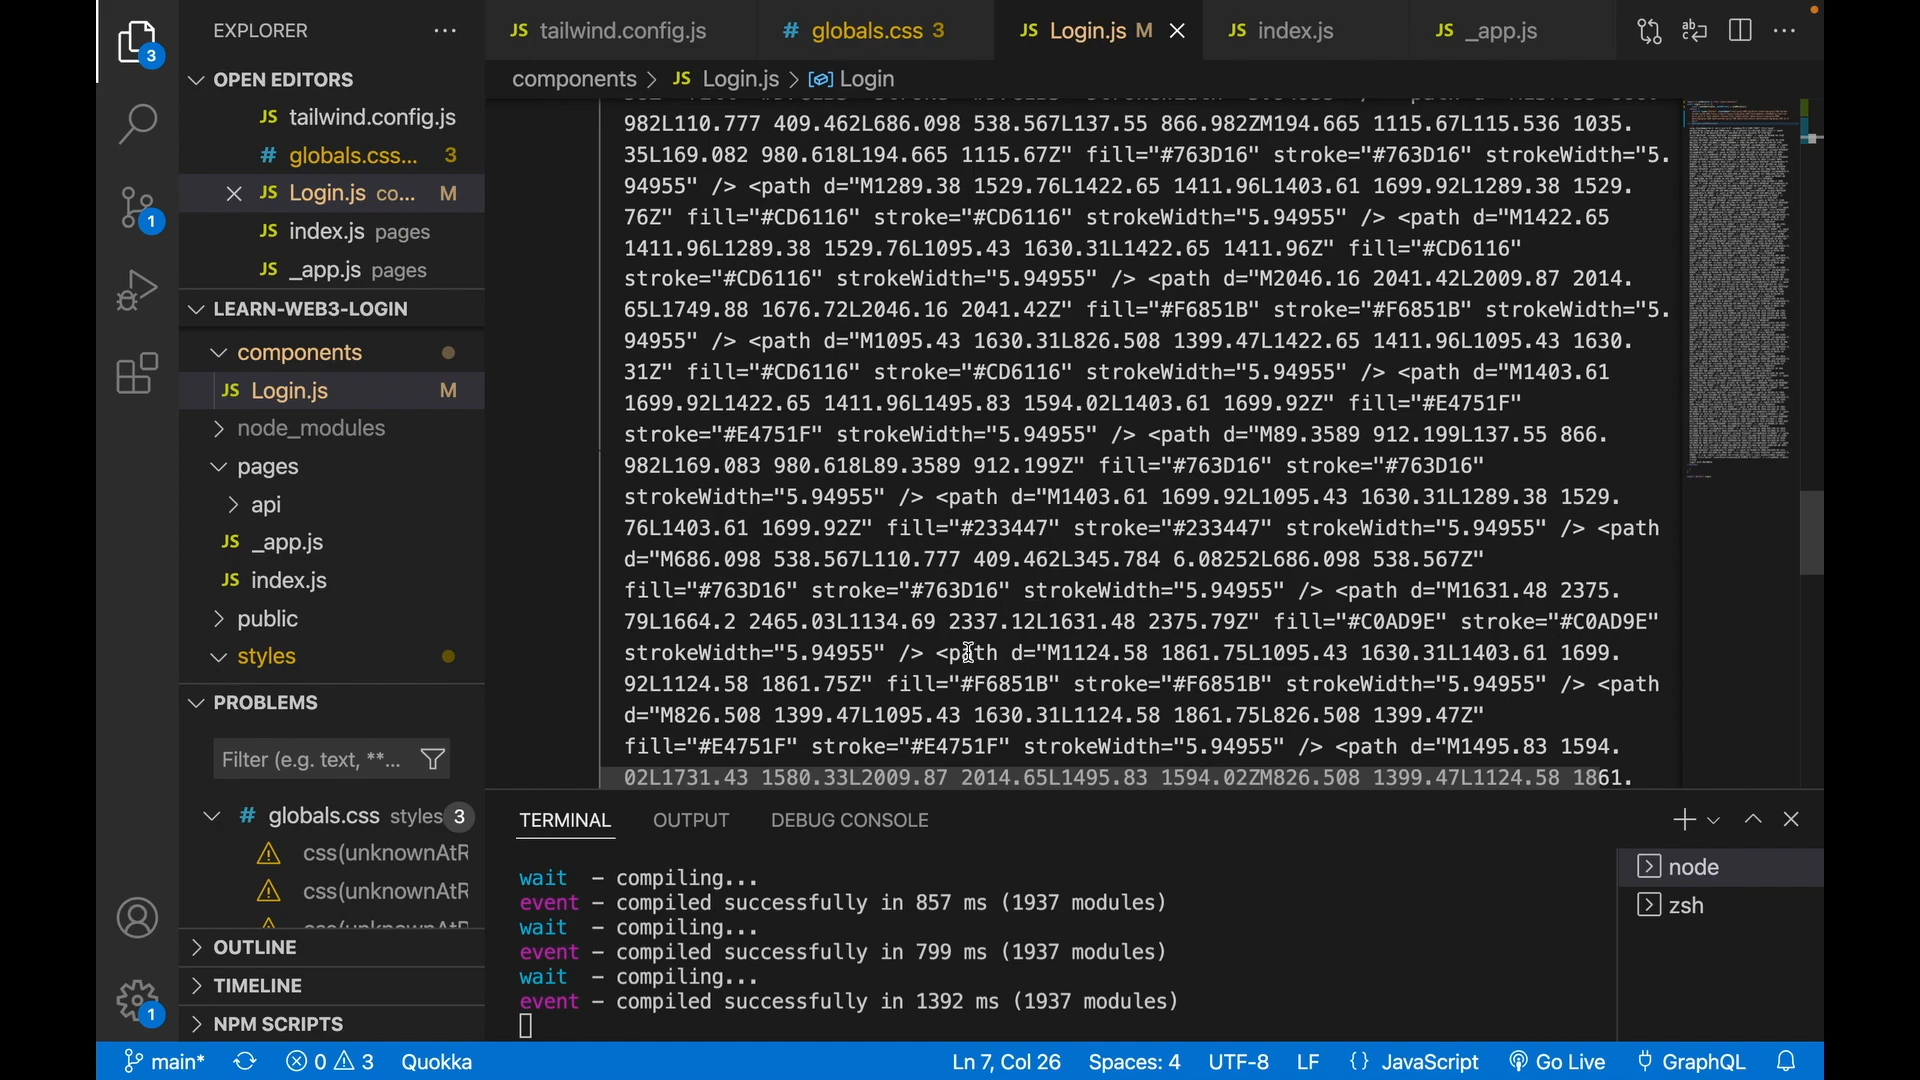 EXPLORER
3
OPEN EDITORS
JS tailwind.config.js
# globals.css... 3
JS Login.js co... M
JS index.js pages
JS _app.js pages
LEARN-WEB3-LOGIN
components
JS Login.js M
node_modules
pages
api
JS _app.js
JS index.js
public
styles
PROBLEMS
Filter (e.g. text, **...
# globals.css styles 3
css(unknownAtR
css(unknownAtR
css(unknownAtR
OUTLINE
TIMELINE
NPM SCRIPTS
1
1
JS tailwind.config.js
# globals.css 3
JS Login.js M
JS index.js
JS _app.js
components > JS Login.js > Login
982L110.777 409.462L686.098 538.567L137.55 866.982ZM194.665 1115.67L115.536 1035.
35L169.082 980.618L194.665 1115.67Z" fill="#763D16" stroke="#763D16" strokeWidth="5.
94955" /> <path d="M1289.38 1529.76L1422.65 1411.96L1403.61 1699.92L1289.38 1529.
76Z" fill="#CD6116" stroke="#CD6116" strokeWidth="5.94955" /> <path d="M1422.65
1411.96L1289.38 1529.76L1095.43 1630.31L1422.65 1411.96Z" fill="#CD6116"
stroke="#CD6116" strokeWidth="5.94955" /> <path d="M2046.16 2041.42L2009.87 2014.
65L1749.88 1676.72L2046.16 2041.42Z" fill="#F6851B" stroke="#F6851B" strokeWidth="5.
94955" /> <path d="M1095.43 1630.31L826.508 1399.47L1422.65 1411.96L1095.43 1630.
31Z" fill="#CD6116" stroke="#CD6116" strokeWidth="5.94955" /> <path d="M1403.61
1699.92L1422.65 1411.96L1495.83 1594.02L1403.61 1699.92Z" fill="#E4751F"
stroke="#E4751F" strokeWidth="5.94955" /> <path d="M89.3589 912.199L137.55 866.
982L169.083 980.618L89.3589 912.199Z" fill="#763D16" stroke="#763D16"
strokeWidth="5.94955" /> <path d="M1403.61 1699.92L1095.43 1630.31L1289.38 1529.
76L1403.61 1699.92Z" fill="#233447" stroke="#233447" strokeWidth="5.94955" /> <path
d="M686.098 538.567L110.777 409.462L345.784 6.08252L686.098 538.567Z"
fill="#763D16" stroke="#763D16" strokeWidth="5.94955" /> <path d="M1631.48 2375.
79L1664.2 2465.03L1134.69 2337.12L1631.48 2375.79Z" fill="#C0AD9E" stroke="#C0AD9E"
strokeWidth="5.94955" /> <path d="M1124.58 1861.75L1095.43 1630.31L1403.61 1699.
92L1124.58 1861.75Z" fill="#F6851B" stroke="#F6851B" strokeWidth="5.94955" /> <path
d="M826.508 1399.47L1095.43 1630.31L1124.58 1861.75L826.508 1399.47Z"
fill="#E4751F" stroke="#E4751F" strokeWidth="5.94955" /> <path d="M1495.83 1594.
02L1731.43 1580.33L2009.87 2014.65L1495.83 1594.02ZM826.508 1399.47L1124.58 1861.
TERMINAL OUTPUT DEBUG CONSOLE
wait – compiling...
event – compiled successfully in 857 ms (1937 modules)
wait – compiling...
event – compiled successfully in 799 ms (1937 modules)
wait – compiling...
event – compiled successfully in 1392 ms (1937 modules)
node
zsh
main* 0 3 Quokka Ln 7, Col 26 Spaces: 4 UTF-8 LF {} JavaScript Go Live GraphQL